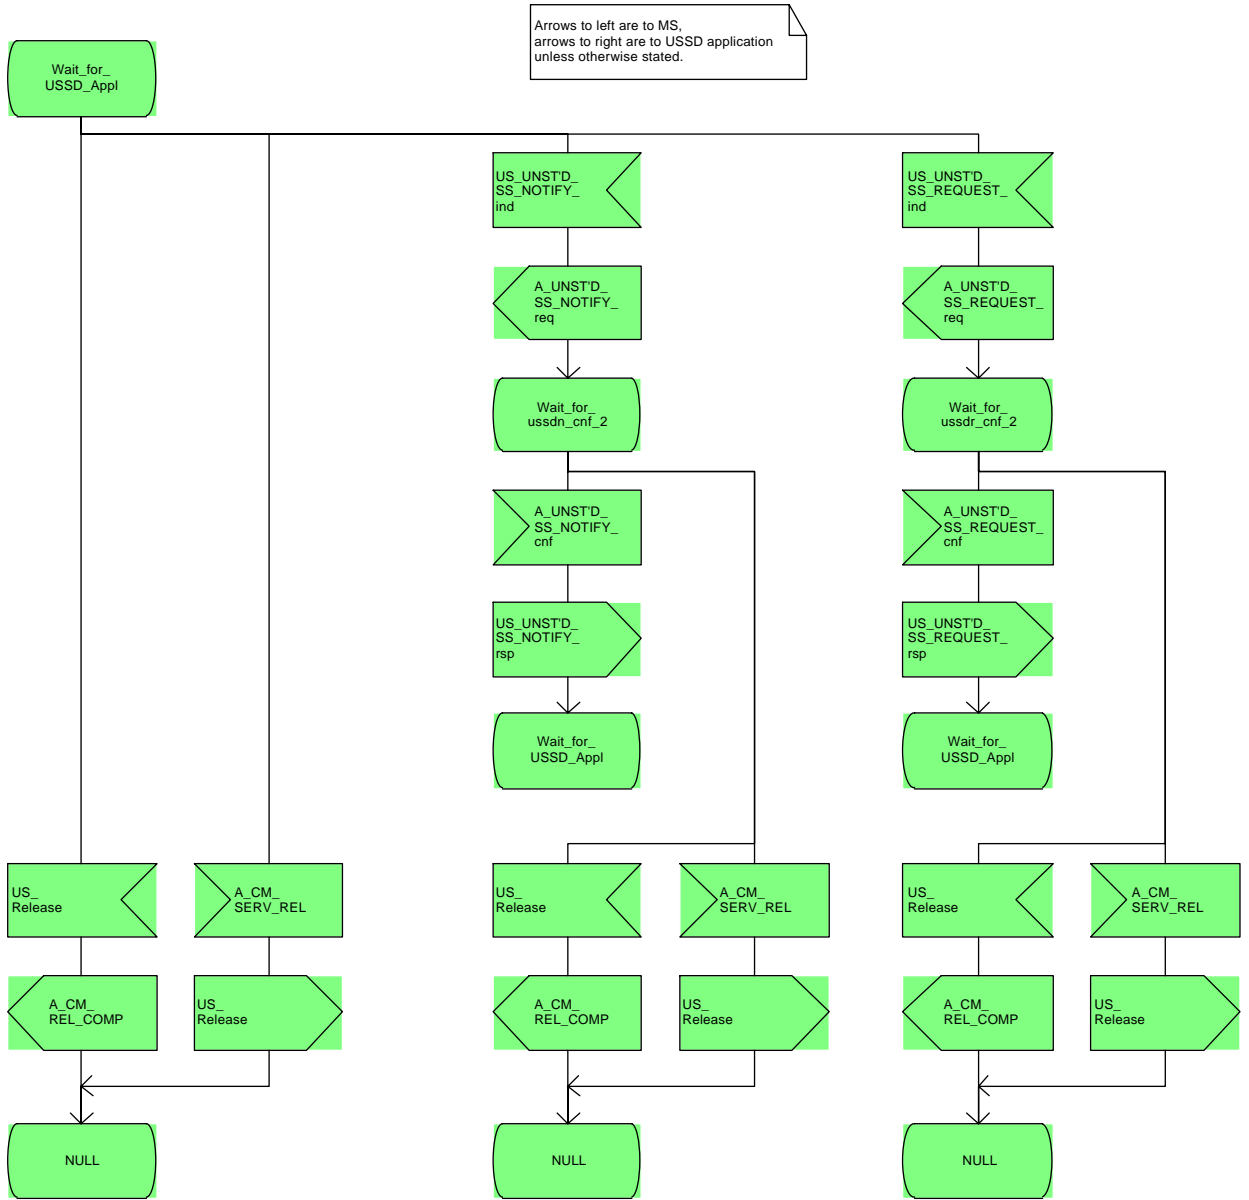 Arrows to left are to MS,
arrows to right are to USSD application
unless otherwise stated.
Wait_for_
USSD_Appl
US_UNST'D_
SS_NOTIFY_
ind
US_UNST'D_
SS_REQUEST_
ind
A_UNST'D_
SS_NOTIFY_
req
A_UNST'D_
SS_REQUEST_
req
Wait_for_
ussdn_cnf_2
Wait_for_
ussdr_cnf_2
A_UNST'D_
SS_NOTIFY_
cnf
A_UNST'D_
SS_REQUEST_
cnf
US_UNST'D_
SS_NOTIFY_
rsp
US_UNST'D_
SS_REQUEST_
rsp
Wait_for_
USSD_Appl
Wait_for_
USSD_Appl
US_
Release
A_CM_
SERV_REL
US_
Release
A_CM_
SERV_REL
US_
Release
A_CM_
SERV_REL
A_CM_
REL_COMP
US_
Release
A_CM_
REL_COMP
US_
Release
A_CM_
REL_COMP
US_
Release
NULL
NULL
NULL